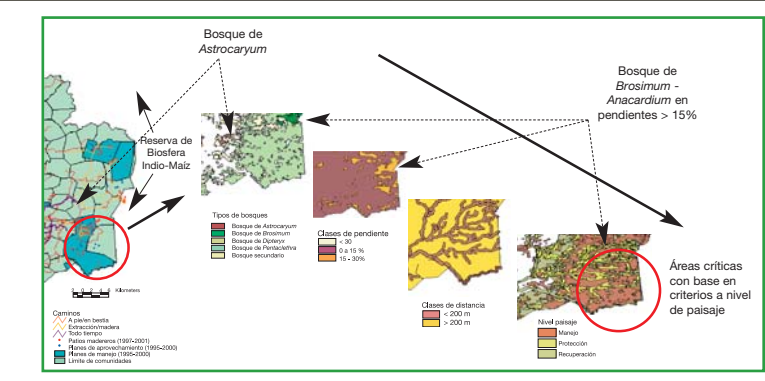 Bosque de
Astrocaryum
Bosque de
Brosimum -
Anacardium en
pendientes > 15%
Reserva de
Biosfera
Indio-Maíz
Tipos de bosques
Bosque de Astrocaryum
Bosque de Brosimum
Bosque de Dipteryx
Bosque de Pentaclethra
Bosque secundario
Clases de pendiente
< 30
0 a 15 %
15 - 30%
Clases de distancia
< 200 m
> 200 m
Áreas críticas
con base en
criterios a nivel
de paisaje
Nivel paisaje
Manejo
Protección
Recuperación
Kilometers
Caminos
A pie/en bestia
Extracción/madera
Todo tiempo
Patios madereros (1997-2001)
Planes de aprovechamiento (1995-2000)
Planes de manejo (1995-2000)
Límite de comunidades